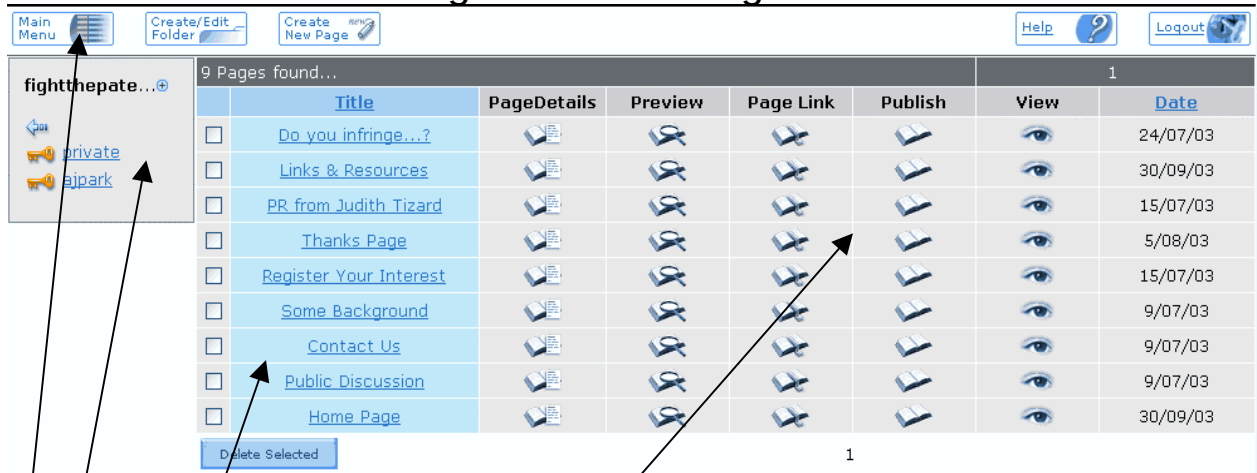 Main Menu Create/Edit Folder Create New Page new Help Logout
fightthepate...
private
ajpark
9 Pages found... 1
Title PageDetails Preview Page Link Publish View Date
Do you infringe...? 24/07/03
Links & Resources 30/09/03
PR from Judith Tizard 15/07/03
Thanks Page 5/08/03
Register Your Interest 15/07/03
Some Background 9/07/03
Contact Us 9/07/03
Public Discussion 9/07/03
Home Page 30/09/03
Delete Selected 1